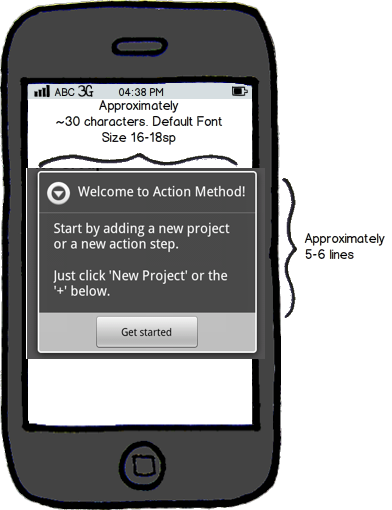 ABC 3G 04:38 PM
Approximately
~30 characters. Default Font
Size 16-18sp
Welcome to Action Method!
Start by adding a new project
or a new action step.
Just click 'New Project' or the
'+' below.
Get started
Approximately
5-6 lines